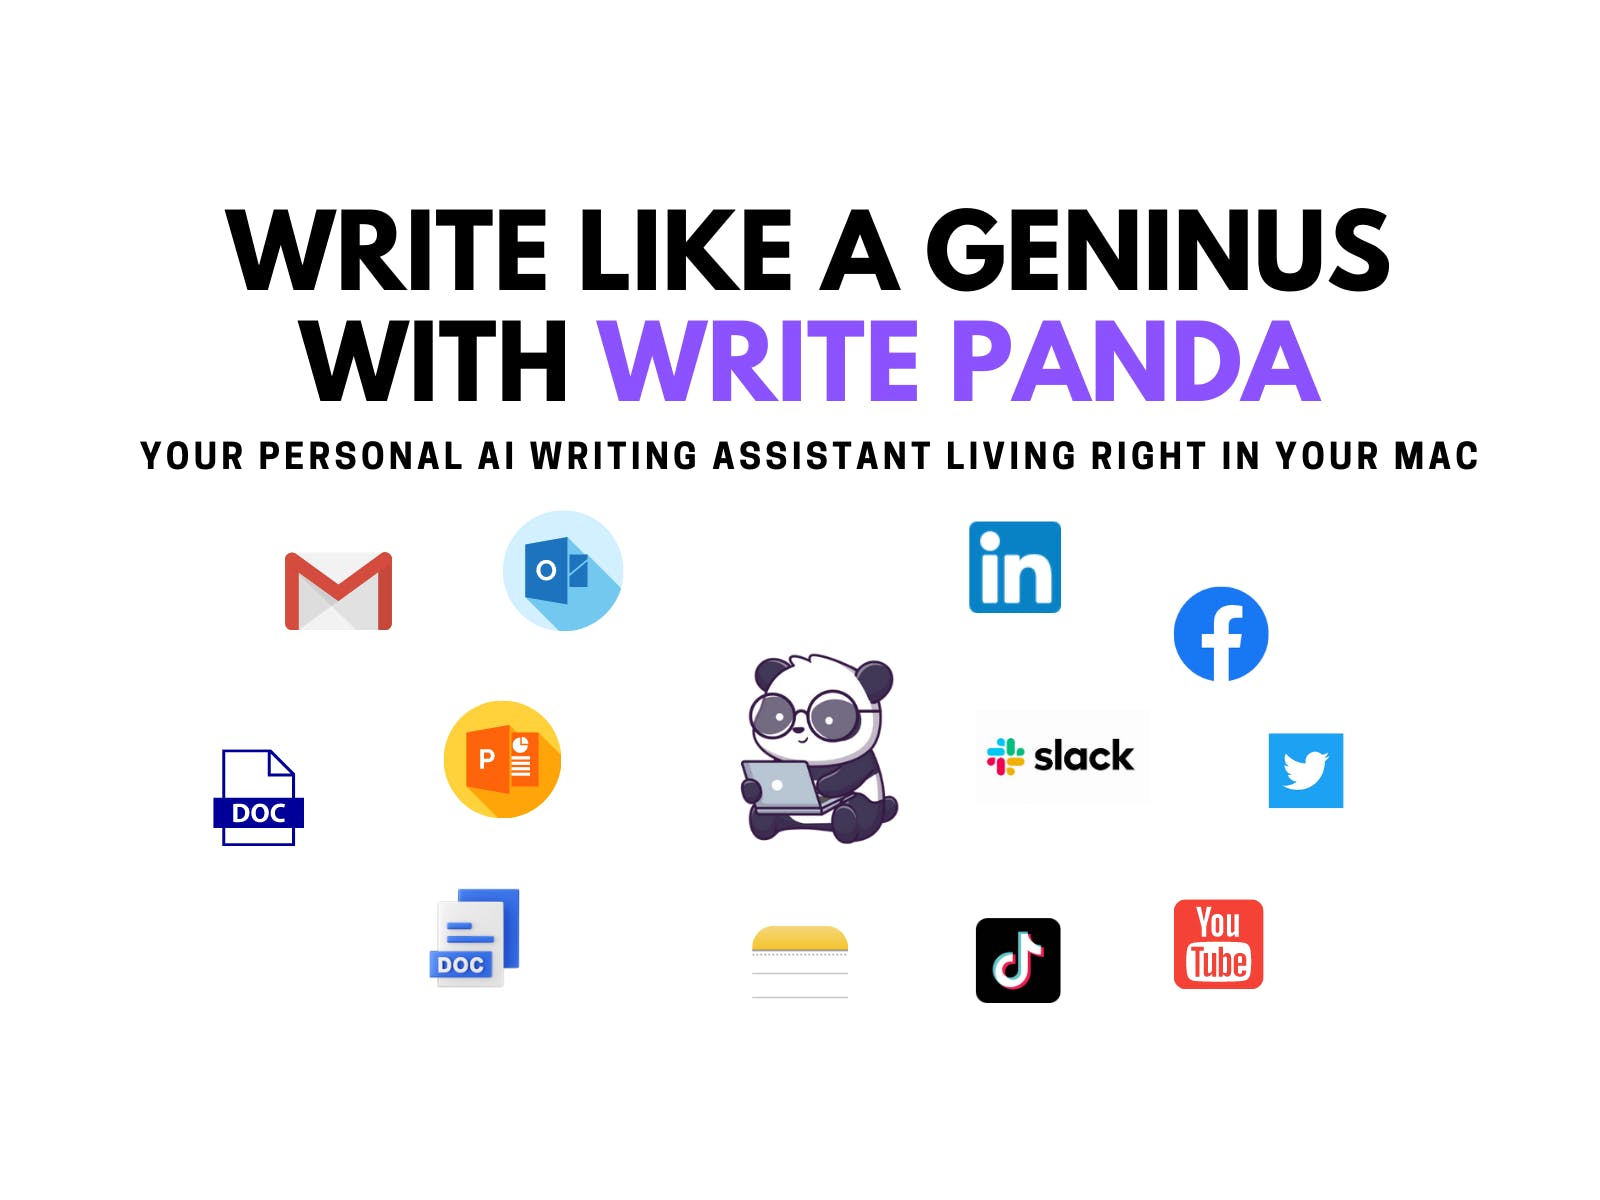 WRITE LIKE A GENINUS
WITH WRITE PANDA
YOUR PERSONAL AI WRITING ASSISTANT LIVING RIGHT IN YOUR MAC
O
in
f
P
slack
DOC
DOC
You
Tube